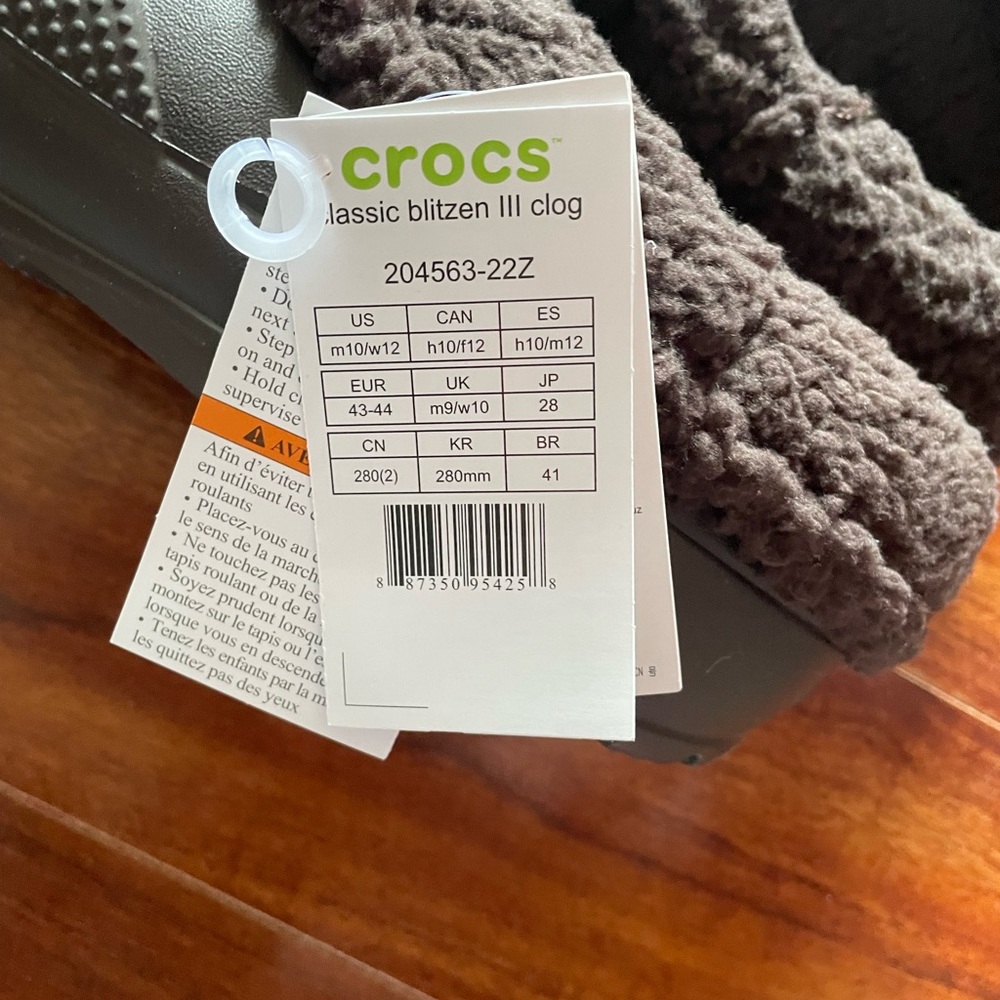 crocs™
classic blitzen III clog
204563-22Z
US CAN ES
m10/w12 h10/f12 h10/m12
EUR UK JP
43-44 m9/w10 28
CN KR BR
280(2) 280mm 41
8 87350 95425 8
• 
next
• Step
on and
• Hold
supervise
⚠ AVE
Afin d'éviter
en utilisant les
roulants
• Placez-vous au
le sens de la march
• Ne touchez pas les
tapis roulant ou de la
• Soyez prudent lorsqu
montez sur le tapis ou l'e
lorsque vous en descende
• Tenez les enfants par la m
les quittez pas des yeux